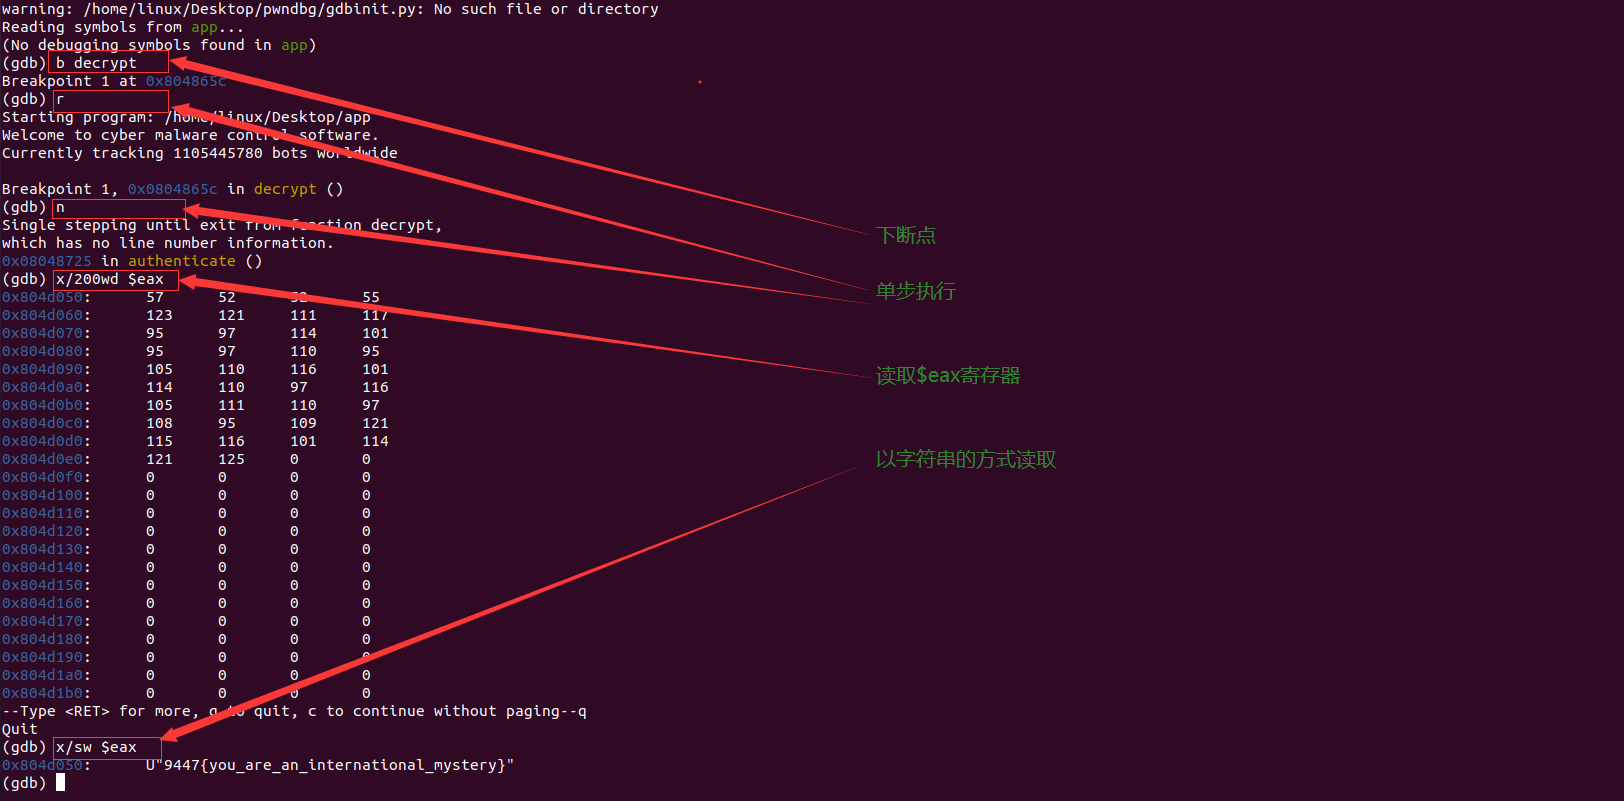 warning: /home/linux/Desktop/pwndbg/gdbinit.py: No such file or directory
Reading symbols from app...
(No debugging symbols found in app)
(gdb) b decrypt
Breakpoint 1 at 0x804865c
(gdb) r
Starting program: /home/linux/Desktop/app
Welcome to cyber malware control software.
Currently tracking 1105445780 bots worldwide
Breakpoint 1, 0x0804865c in decrypt ()
下断点
(gdb) n
Single stepping until exit from function decrypt,
which has no line number information.
0x08048725 in authenticate ()
(gdb) x/200wd $eax
单步执行
0x804d050: 57 52 52 55
0x804d060: 123 121 111 117
0x804d070: 95 97 114 101
0x804d080: 95 97 110 95
0x804d090: 105 110 116 101
读取$eax寄存器
0x804d0a0: 114 110 97 116
0x804d0b0: 105 111 110 97
0x804d0c0: 108 95 109 121
0x804d0d0: 115 116 101 114
0x804d0e0: 121 125 0 0
以字符串的方式读取
0x804d0f0: 0 0 0 0
0x804d100: 0 0 0 0
0x804d110: 0 0 0 0
0x804d120: 0 0 0 0
0x804d130: 0 0 0 0
0x804d140: 0 0 0 0
0x804d150: 0 0 0 0
0x804d160: 0 0 0 0
0x804d170: 0 0 0 0
0x804d180: 0 0 0 0
0x804d190: 0 0 0 0
0x804d1a0: 0 0 0 0
0x804d1b0: 0 0 0 0
--Type <RET> for more, q to quit, c to continue without paging--q
Quit
(gdb) x/sw $eax
0x804d050: U"9447{you_are_an_international_mystery}"
(gdb)